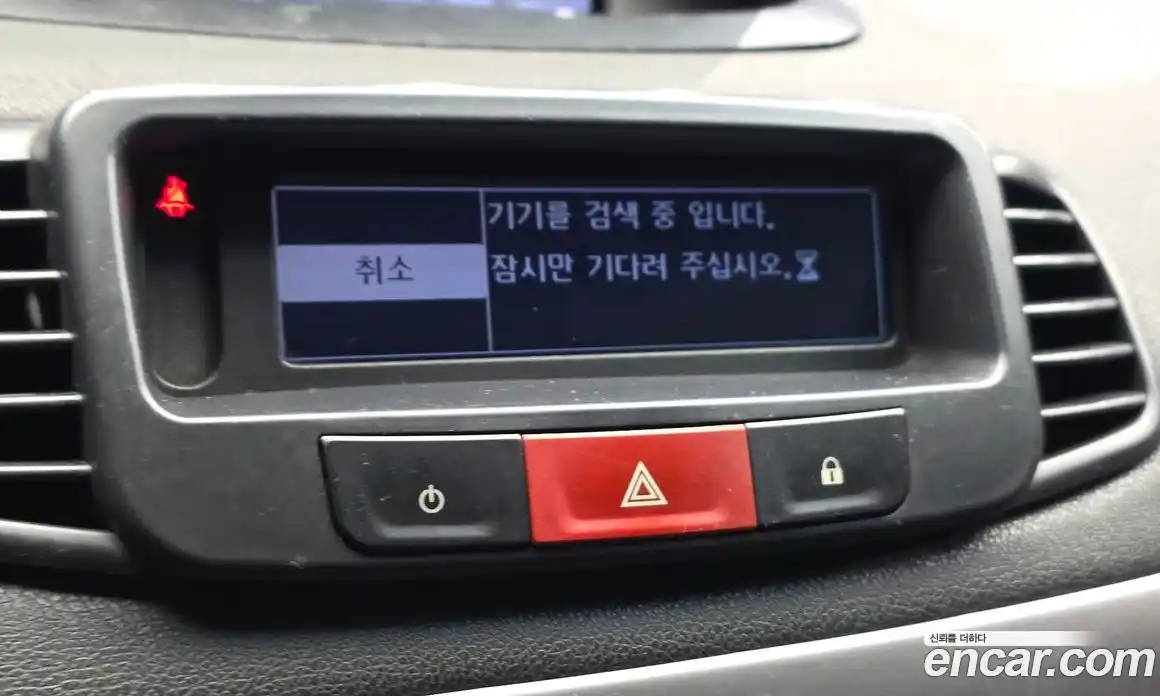 기기를 검색 중 입니다.
취소
잠시만 기다려 주십시오.
신뢰를 더하다
encar.com